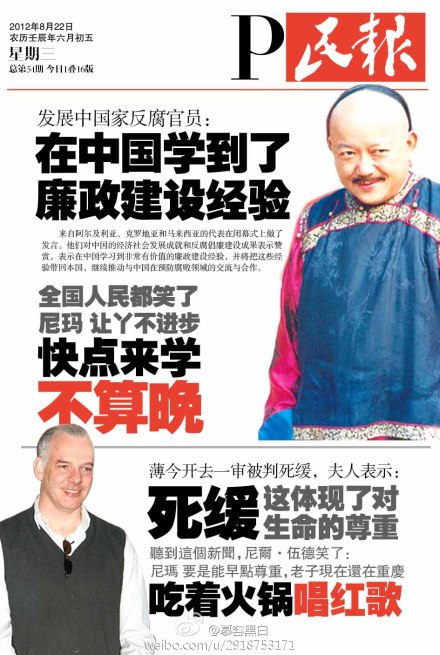 2012年8月22日
农历壬辰年六月初五
星期三
总第54期 今日1叠16版
P民報
发展中国家反腐官员：
在中国学到了
廉政建设经验
来自阿尔及利亚、克罗地亚和马来西亚的代表在闭幕式上做了
发言。他们对中国的经济社会发展成就和反腐倡廉建设成果表示赞
赏，表示在中国学习到非常有价值的廉政建设经验，并将把这些经
验带回本国，继续推动与中国在预防腐败领域的交流与合作。
全国人民都笑了
尼玛 让丫不进步
快点来学
不算晚
薄今开去一审被判死缓，夫人表示：
死缓
这体现了对
生命的尊重
聽到這個新聞，尼爾·伍德笑了：
尼瑪 要是能早點尊重，老子現在還在重慶
吃着火锅唱红歌
@慕容黑白
weibo.com/u/2918753171